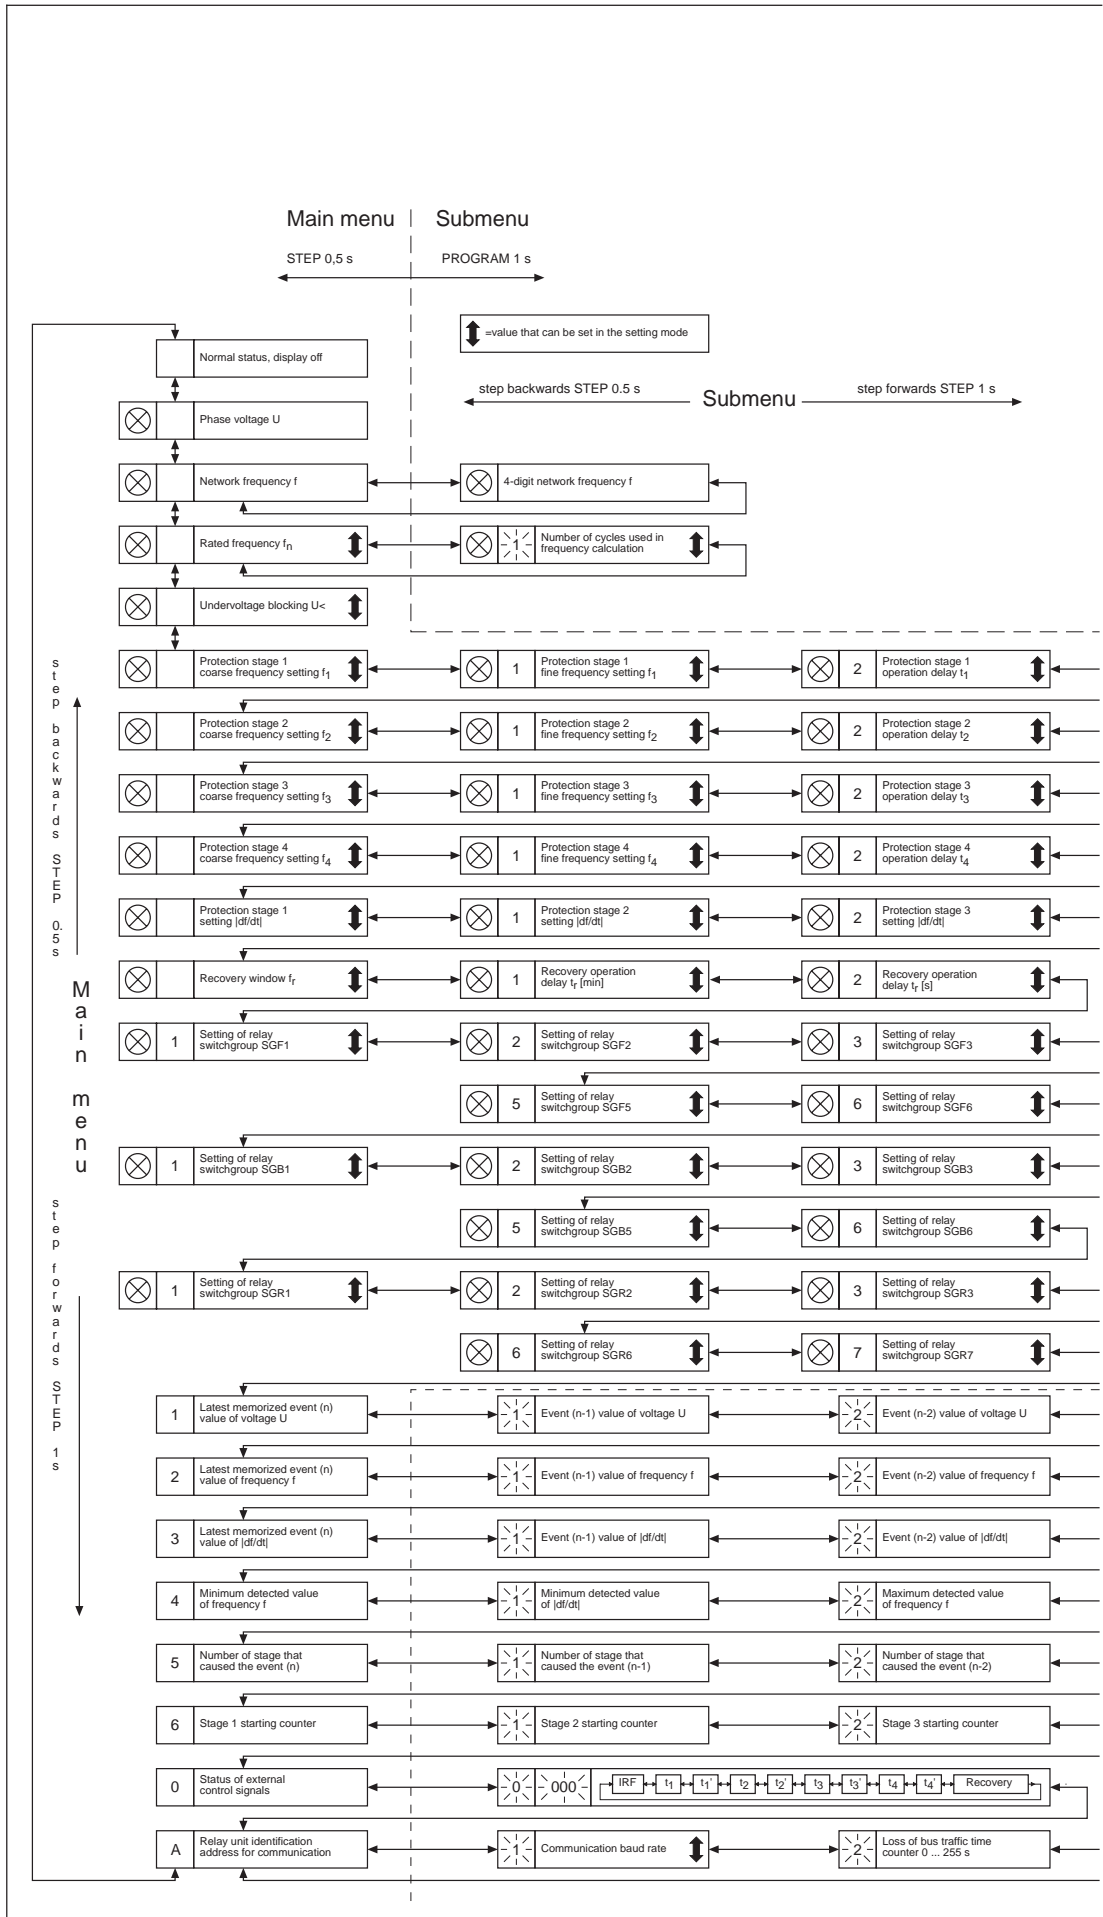 Main menu
Submenu
STEP 0,5 s
PROGRAM 1 s
=value that can be set in the setting mode
Normal status, display off
step backwards STEP 0.5 s
Submenu
step forwards STEP 1 s
Phase voltage U
Network frequency f
4-digit network frequency f
Rated frequency fn
1
Number of cycles used in
frequency calculation
Undervoltage blocking U<
step backwards STEP 0.5s
Main menu
step forwards STEP 1s
Protection stage 1
coarse frequency setting f1
1
Protection stage 1
fine frequency setting f1
2
Protection stage 1
operation delay t1
Protection stage 2
coarse frequency setting f2
1
Protection stage 2
fine frequency setting f2
2
Protection stage 2
operation delay t2
Protection stage 3
coarse frequency setting f3
1
Protection stage 3
fine frequency setting f3
2
Protection stage 3
operation delay t3
Protection stage 4
coarse frequency setting f4
1
Protection stage 4
fine frequency setting f4
2
Protection stage 4
operation delay t4
Protection stage 1
setting |df/dt|
1
Protection stage 2
setting |df/dt|
2
Protection stage 3
setting |df/dt|
Recovery window fr
1
Recovery operation
delay tr [min]
2
Recovery operation
delay tr [s]
1
Setting of relay
switchgroup SGF1
2
Setting of relay
switchgroup SGF2
3
Setting of relay
switchgroup SGF3
5
Setting of relay
switchgroup SGF5
6
Setting of relay
switchgroup SGF6
1
Setting of relay
switchgroup SGB1
2
Setting of relay
switchgroup SGB2
3
Setting of relay
switchgroup SGB3
5
Setting of relay
switchgroup SGB5
6
Setting of relay
switchgroup SGB6
1
Setting of relay
switchgroup SGR1
2
Setting of relay
switchgroup SGR2
3
Setting of relay
switchgroup SGR3
6
Setting of relay
switchgroup SGR6
7
Setting of relay
switchgroup SGR7
1
Latest memorized event (n)
value of voltage U
1
Event (n-1) value of voltage U
2
Event (n-2) value of voltage U
2
Latest memorized event (n)
value of frequency f
1
Event (n-1) value of frequency f
2
Event (n-2) value of frequency f
3
Latest memorized event (n)
value of |df/dt|
1
Event (n-1) value of |df/dt|
2
Event (n-2) value of |df/dt|
4
Minimum detected value
of frequency f
1
Minimum detected value
of |df/dt|
2
Maximum detected value
of frequency f
5
Number of stage that
caused the event (n)
1
Number of stage that
caused the event (n-1)
2
Number of stage that
caused the event (n-2)
6
Stage 1 starting counter
1
Stage 2 starting counter
2
Stage 3 starting counter
0
Status of external
control signals
0
000
IRF t1 t1' t2 t2' t3 t3' t4 t4' Recovery
A
Relay unit identification
address for communication
1
Communication baud rate
2
Loss of bus traffic time
counter 0 ... 255 s